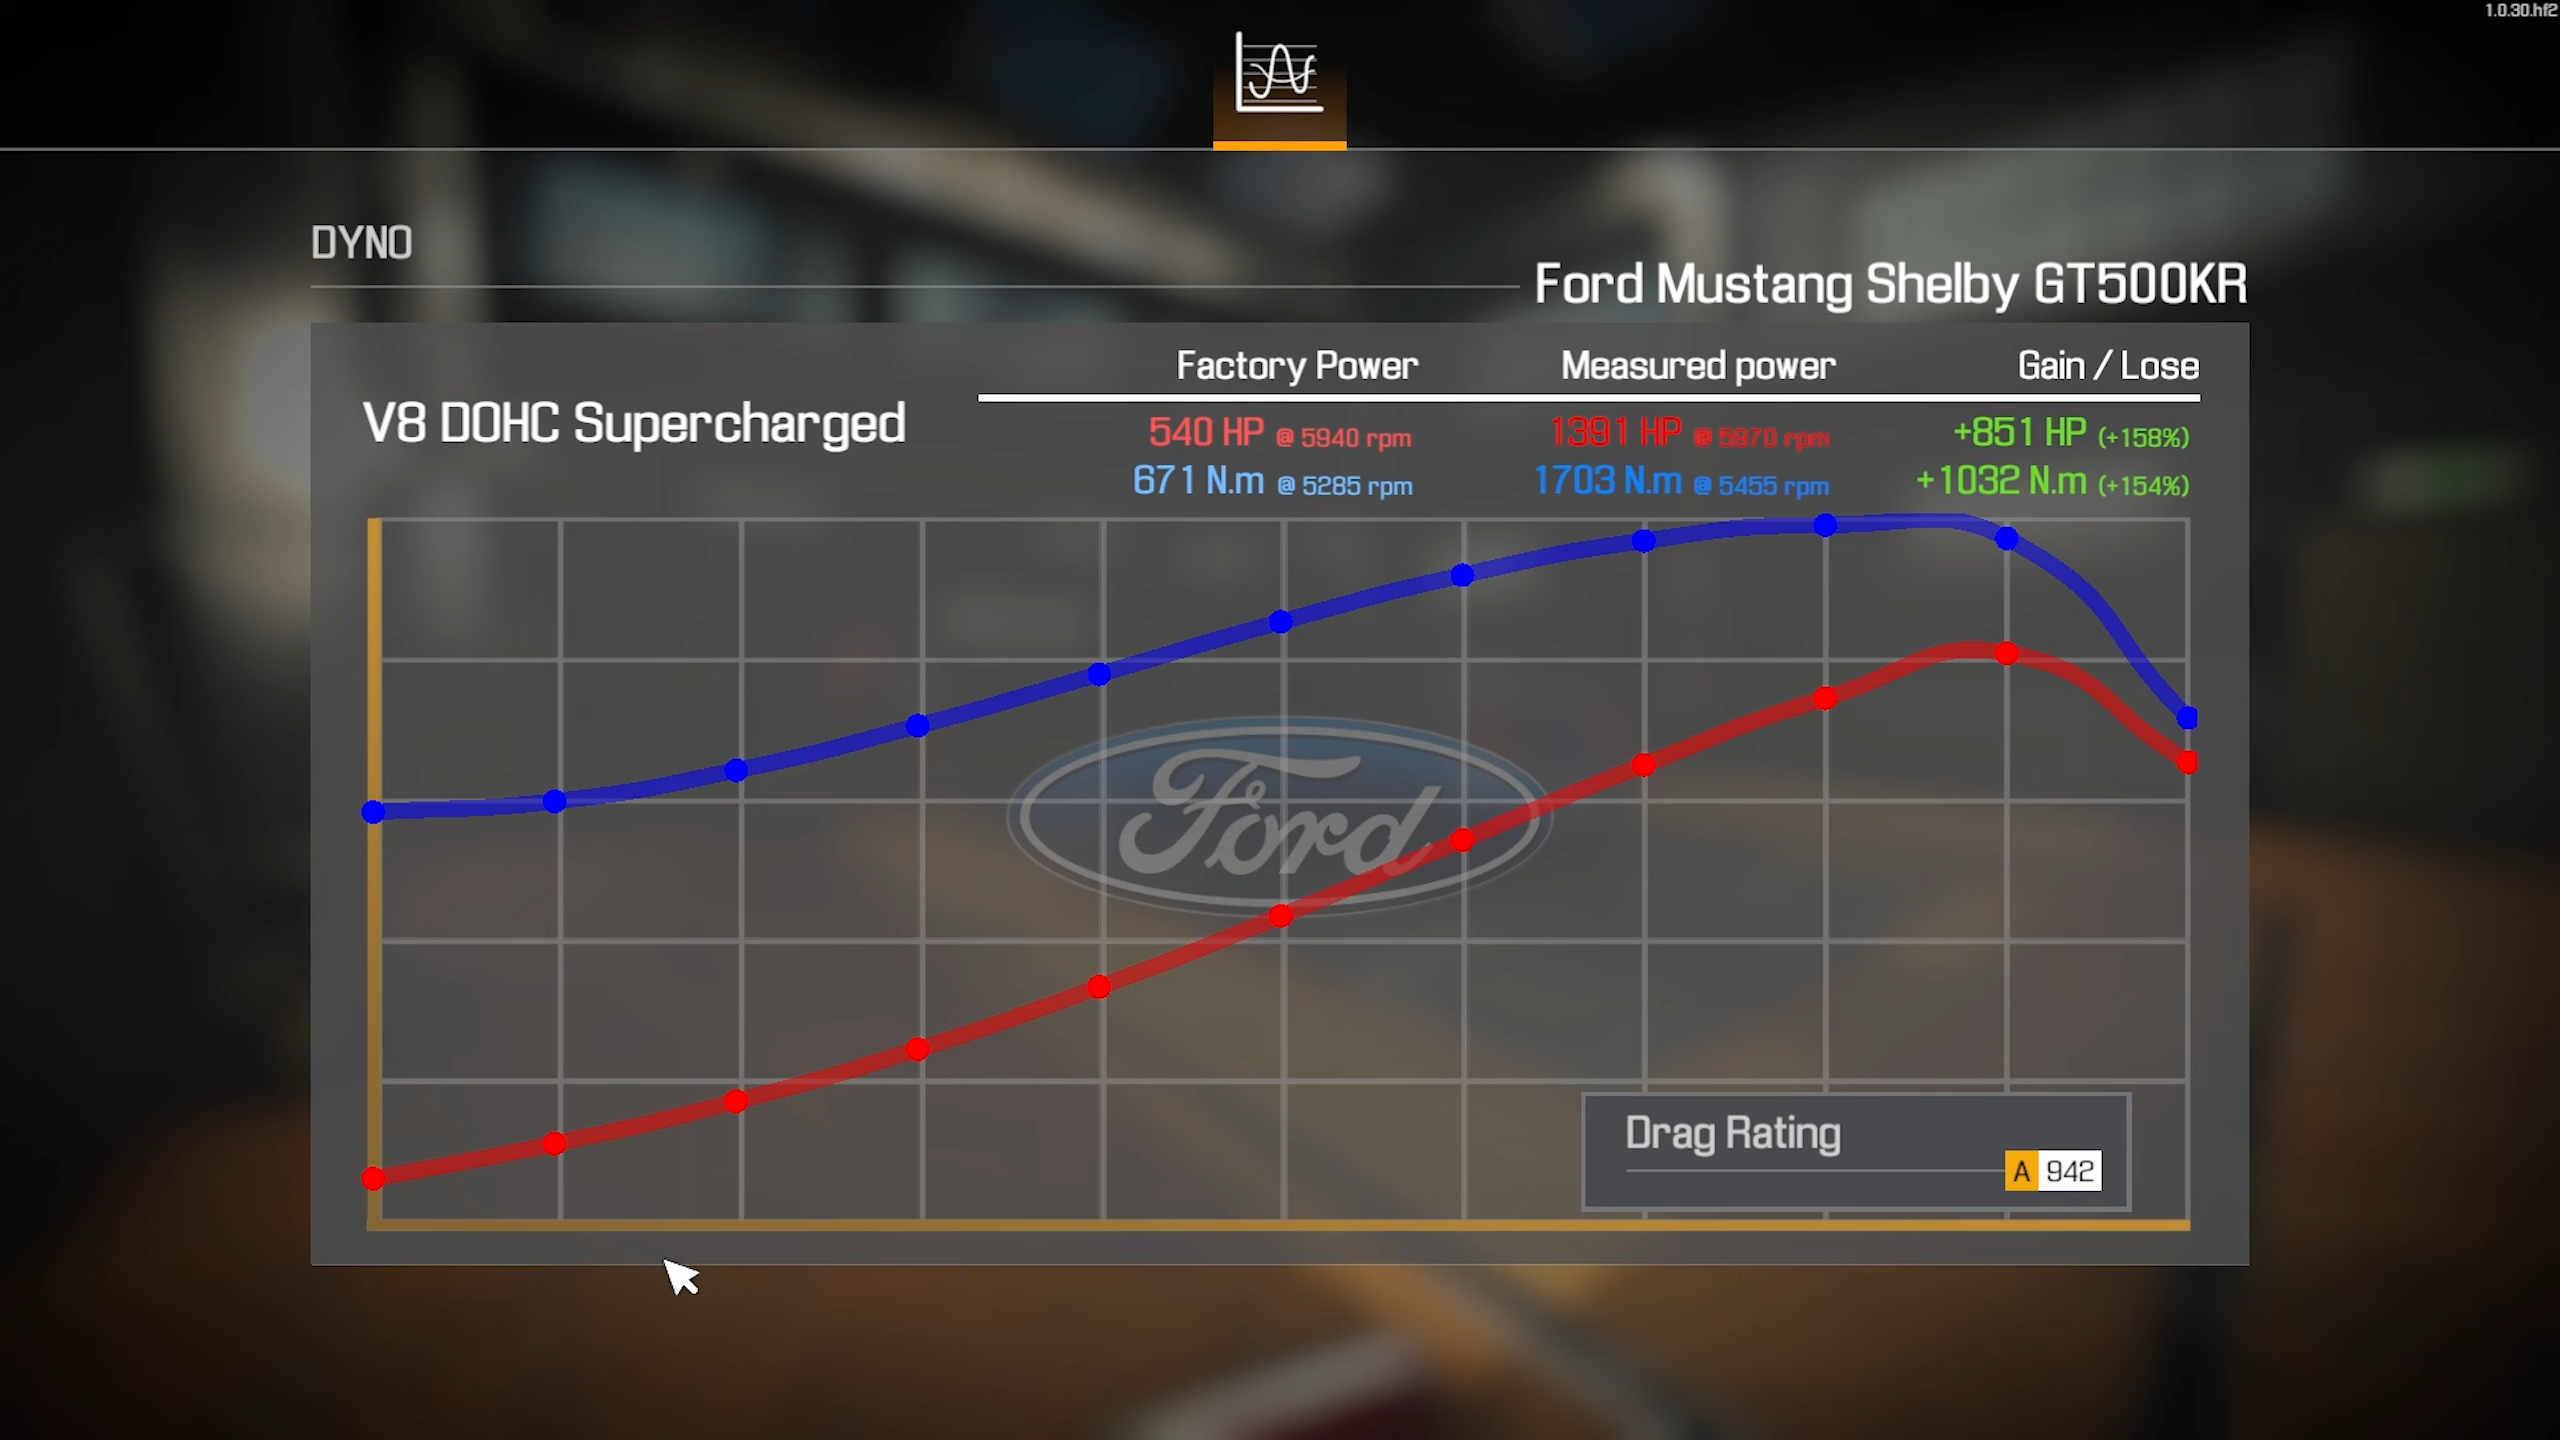 1.0.30.hf2
DYNO
Ford Mustang Shelby GT500KR
Factory Power Measured power Gain / Lose
V8 DOHC Supercharged
540 HP @ 5940 rpm 1391 HP @ 5970 rpm +851 HP (+158%)
671 N.m @ 5285 rpm 1703 N.m @ 5455 rpm +1032 N.m (+154%)
Ford
Drag Rating
A 942